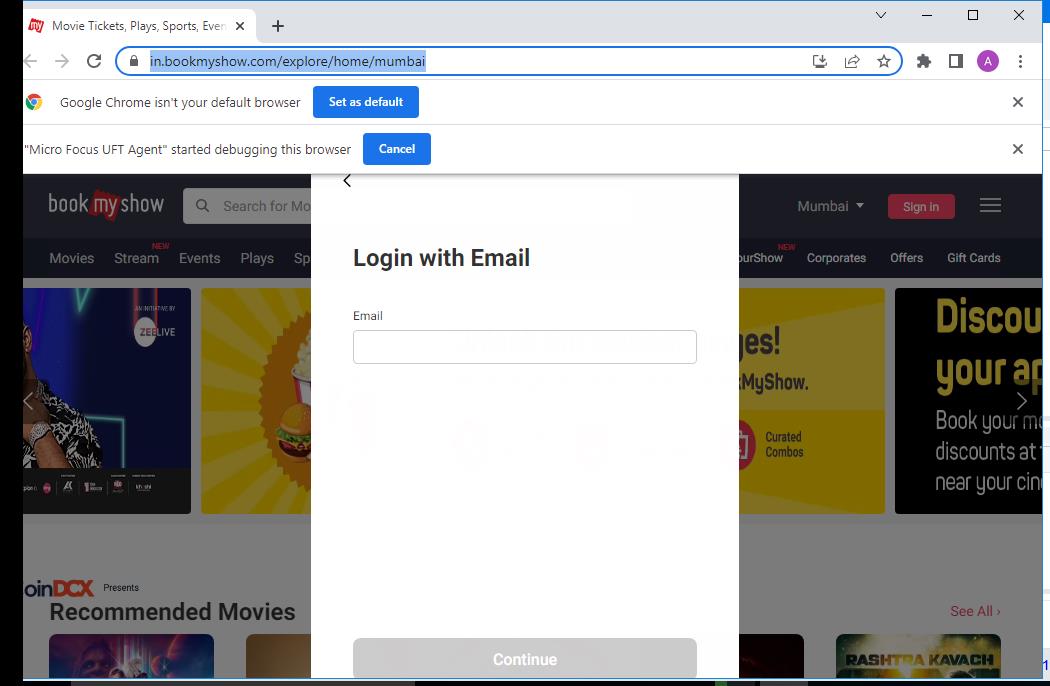 my Movie Tickets, Plays, Sports, Even
in.bookmyshow.com/explore/home/mumbai
A
Google Chrome isn't your default browser Set as default
"Micro Focus UFT Agent" started debugging this browser Cancel
book my show Search for Mo Mumbai Sign in
NEW NEW
Movies Stream Events Plays Sp ourShow Corporates Offers Gift Cards
Login with Email
Email
AN INITIATIVE BY
ZEE LIVE
ges!
kMyShow.
Curated
Combos
Discou
your ap
Book your mo
discounts at
near your cine
Continue
oinDCX Presents
Recommended Movies See All ›
RASHTRA KAVACH
1